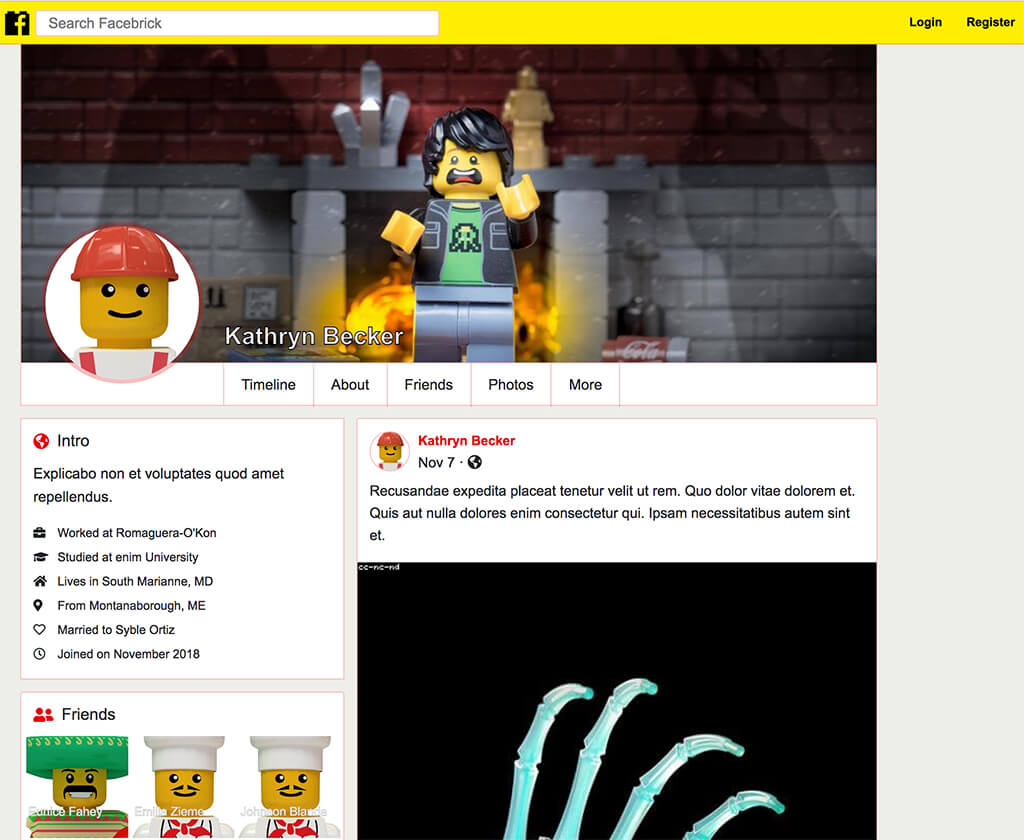 Search Facebrick
Login
Register
Kathryn Becker
Timeline
About
Friends
Photos
More
Intro
Explicabo non et voluptates quod amet
repellendus.
Worked at Romaguera-O'Kon
Studied at enim University
Lives in South Marianne, MD
From Montanaborough, ME
Married to Syble Ortiz
Joined on November 2018
Friends
Eunice Fahey
Emilia Zieme
Johnson Blanda
Kathryn Becker
Nov 7 ·
Recusandae expedita placeat tenetur velit ut rem. Quo dolor vitae dolorem et.
Quis aut nulla dolores enim consectetur qui. Ipsam necessitatibus autem sint
et.
cc-nc-nd